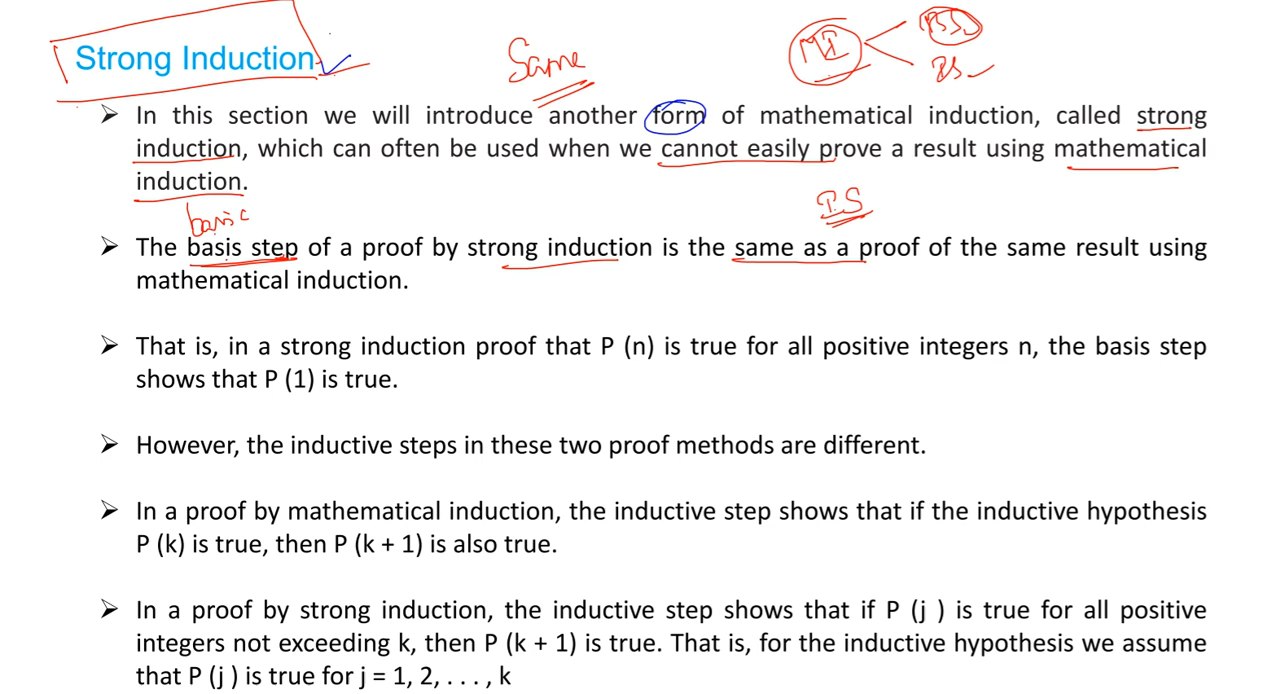 Strong Induction
Same
MI
BS
IS
➢ In this section we will introduce another form of mathematical induction, called strong
induction, which can often be used when we cannot easily prove a result using mathematical
induction.
basic
IS
➢ The basis step of a proof by strong induction is the same as a proof of the same result using
mathematical induction.
➢ That is, in a strong induction proof that P (n) is true for all positive integers n, the basis step
shows that P (1) is true.
➢ However, the inductive steps in these two proof methods are different.
➢ In a proof by mathematical induction, the inductive step shows that if the inductive hypothesis
P (k) is true, then P (k + 1) is also true.
➢ In a proof by strong induction, the inductive step shows that if P (j ) is true for all positive
integers not exceeding k, then P (k + 1) is true. That is, for the inductive hypothesis we assume
that P (j ) is true for j = 1, 2, . . . , k